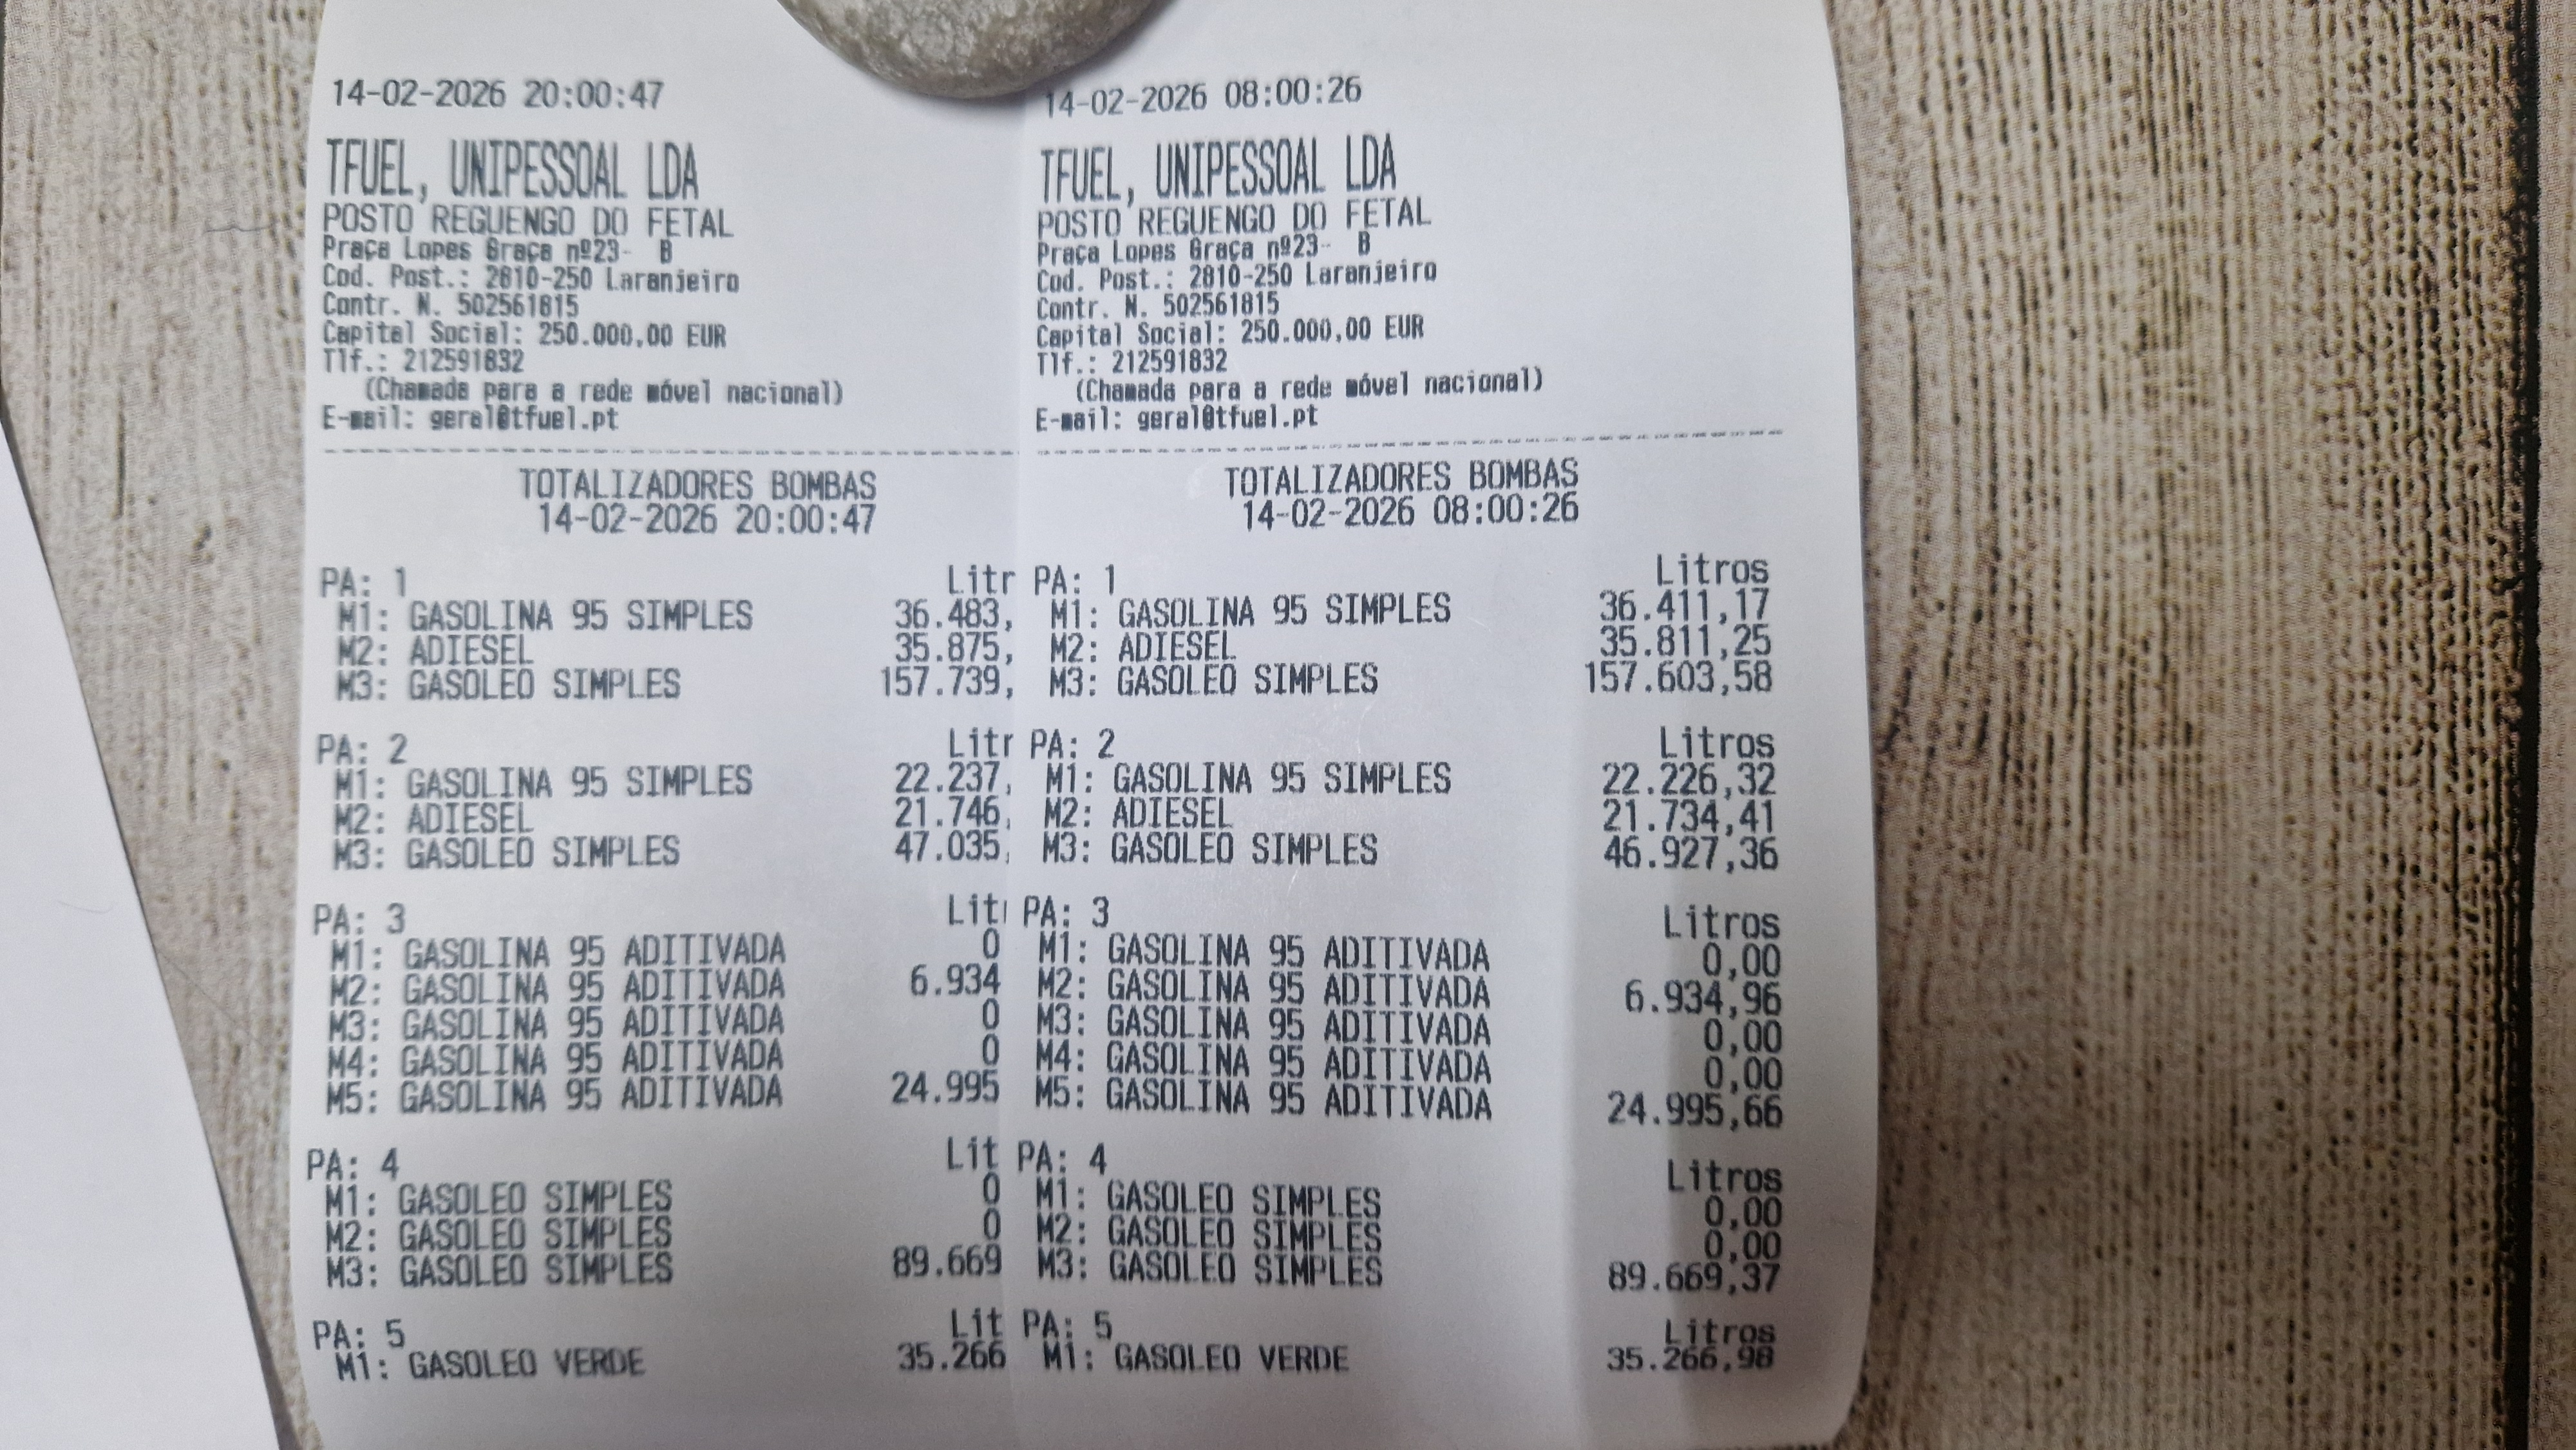 14-02-2026 20:00:47
TFUEL, UNIPESSOAL LDA
POSTO REGUENGO DO FETAL
Praça Lopes Graça nº23- B
Cod. Post.: 2810-250 Laranjeiro
Contr. N. 502561815
Capital Social: 250.000,00 EUR
Tlf.: 212591832
(Chamada para a rede móvel nacional)
E-mail: geral@tfuel.pt
TOTALIZADORES BOMBAS
14-02-2026 20:00:47
PA: 1 Litr
M1: GASOLINA 95 SIMPLES 36.483,
M2: ADIESEL 35.875,
M3: GASOLEO SIMPLES 157.739,
PA: 2 Litr
M1: GASOLINA 95 SIMPLES 22.237,
M2: ADIESEL 21.746,
M3: GASOLEO SIMPLES 47.035,
PA: 3 Lit
M1: GASOLINA 95 ADITIVADA 0
M2: GASOLINA 95 ADITIVADA 6.934
M3: GASOLINA 95 ADITIVADA 0
M4: GASOLINA 95 ADITIVADA 0
M5: GASOLINA 95 ADITIVADA 24.995
PA: 4 Lit
M1: GASOLEO SIMPLES 0
M2: GASOLEO SIMPLES 0
M3: GASOLEO SIMPLES 89.669
PA: 5 Lit
M1: GASOLEO VERDE 35.266
14-02-2026 08:00:26
TFUEL, UNIPESSOAL LDA
POSTO REGUENGO DO FETAL
Praça Lopes Graça nº23- B
Cod. Post.: 2810-250 Laranjeiro
Contr. N. 502561815
Capital Social: 250.000,00 EUR
Tlf.: 212591832
(Chamada para a rede móvel nacional)
E-mail: geral@tfuel.pt
TOTALIZADORES BOMBAS
14-02-2026 08:00:26
PA: 1 Litros
M1: GASOLINA 95 SIMPLES 36.411,17
M2: ADIESEL 35.811,25
M3: GASOLEO SIMPLES 157.603,58
PA: 2 Litros
M1: GASOLINA 95 SIMPLES 22.226,32
M2: ADIESEL 21.734,41
M3: GASOLEO SIMPLES 46.927,36
PA: 3 Litros
M1: GASOLINA 95 ADITIVADA 0,00
M2: GASOLINA 95 ADITIVADA 6.934,96
M3: GASOLINA 95 ADITIVADA 0,00
M4: GASOLINA 95 ADITIVADA 0,00
M5: GASOLINA 95 ADITIVADA 24.995,66
PA: 4 Litros
M1: GASOLEO SIMPLES 0,00
M2: GASOLEO SIMPLES 0,00
M3: GASOLEO SIMPLES 89.669,37
PA: 5 Litros
M1: GASOLEO VERDE 35.266,98